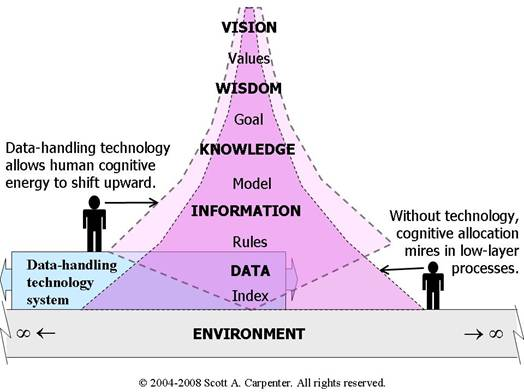 VISION
Values
WISDOM
Goal
Data-handling technology
allows human cognitive
energy to shift upward.
KNOWLEDGE
Model
INFORMATION
Without technology,
cognitive allocation
mires in low-layer
processes.
Rules
Data-handling
technology
system
DATA
Index
∞ ←
ENVIRONMENT
→ ∞
© 2004-2008 Scott A. Carpenter. All rights reserved.